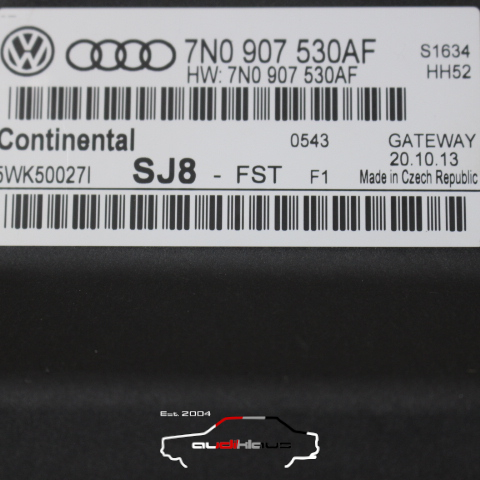 7N0 907 530AF S1634
HW: 7N0 907 530AF HH52
Continental 0543 GATEWAY
20.10.13
5WK50027I SJ8 - FST F1 Made in Czech Republic
Est. 2004
audiklaus